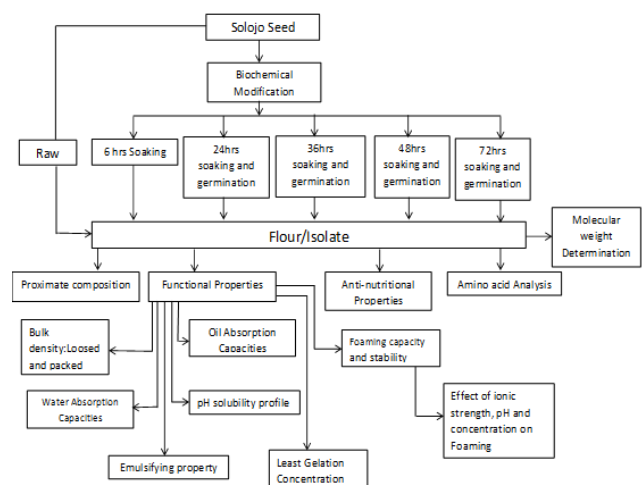 Solojo Seed
Biochemical
Modification
Raw
6 hrs Soaking
24hrs
soaking and
germination
36hrs
soaking and
germination
48hrs
soaking and
germination
72hrs
soaking and
germination
Flour/Isolate
Molecular
weight
Determination
Proximate composition
Functional Properties
Anti-nutritional
Properties
Amino acid Analysis
Bulk
density:Loosed
and packed
Oil Absorption
Capacities
Foaming capacity
and stability
Water Absorption
Capacities
pH solubility profile
Effect of ionic
strength, pH and
concentration on
Foaming
Emulsifying property
Least Gelation
Concentration